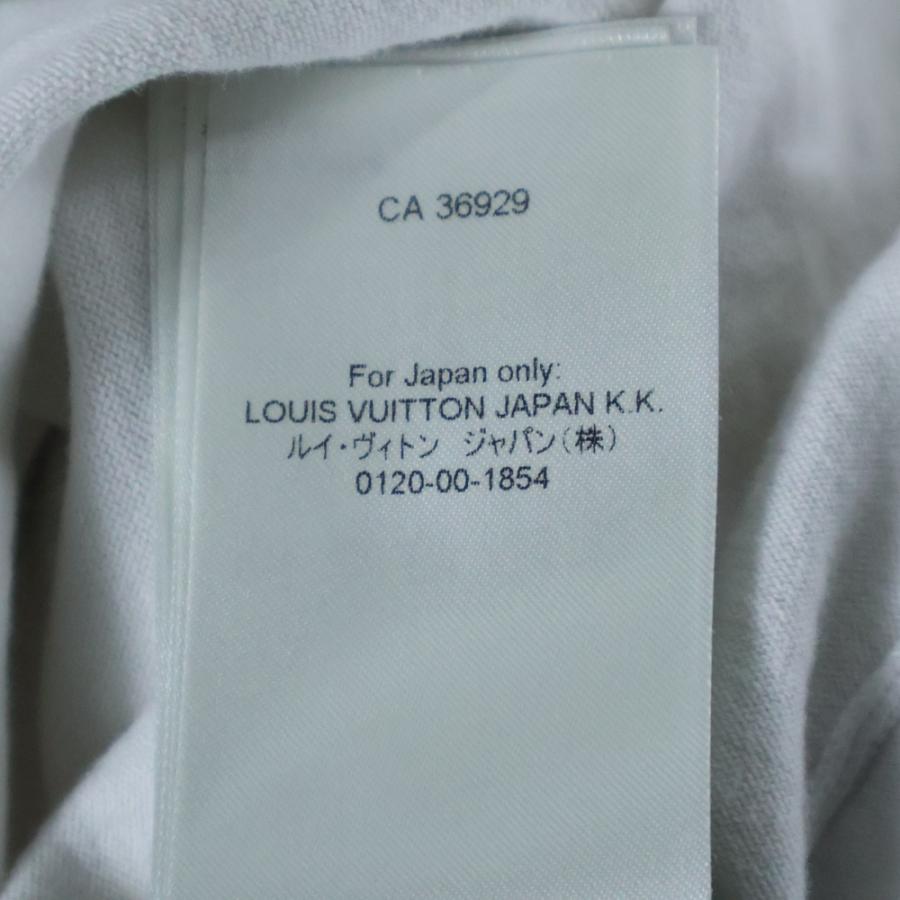 CA 36929
For Japan only:
LOUIS VUITTON JAPAN K.K.
ルイ・ヴィトン ジャパン(株)
0120-00-1854